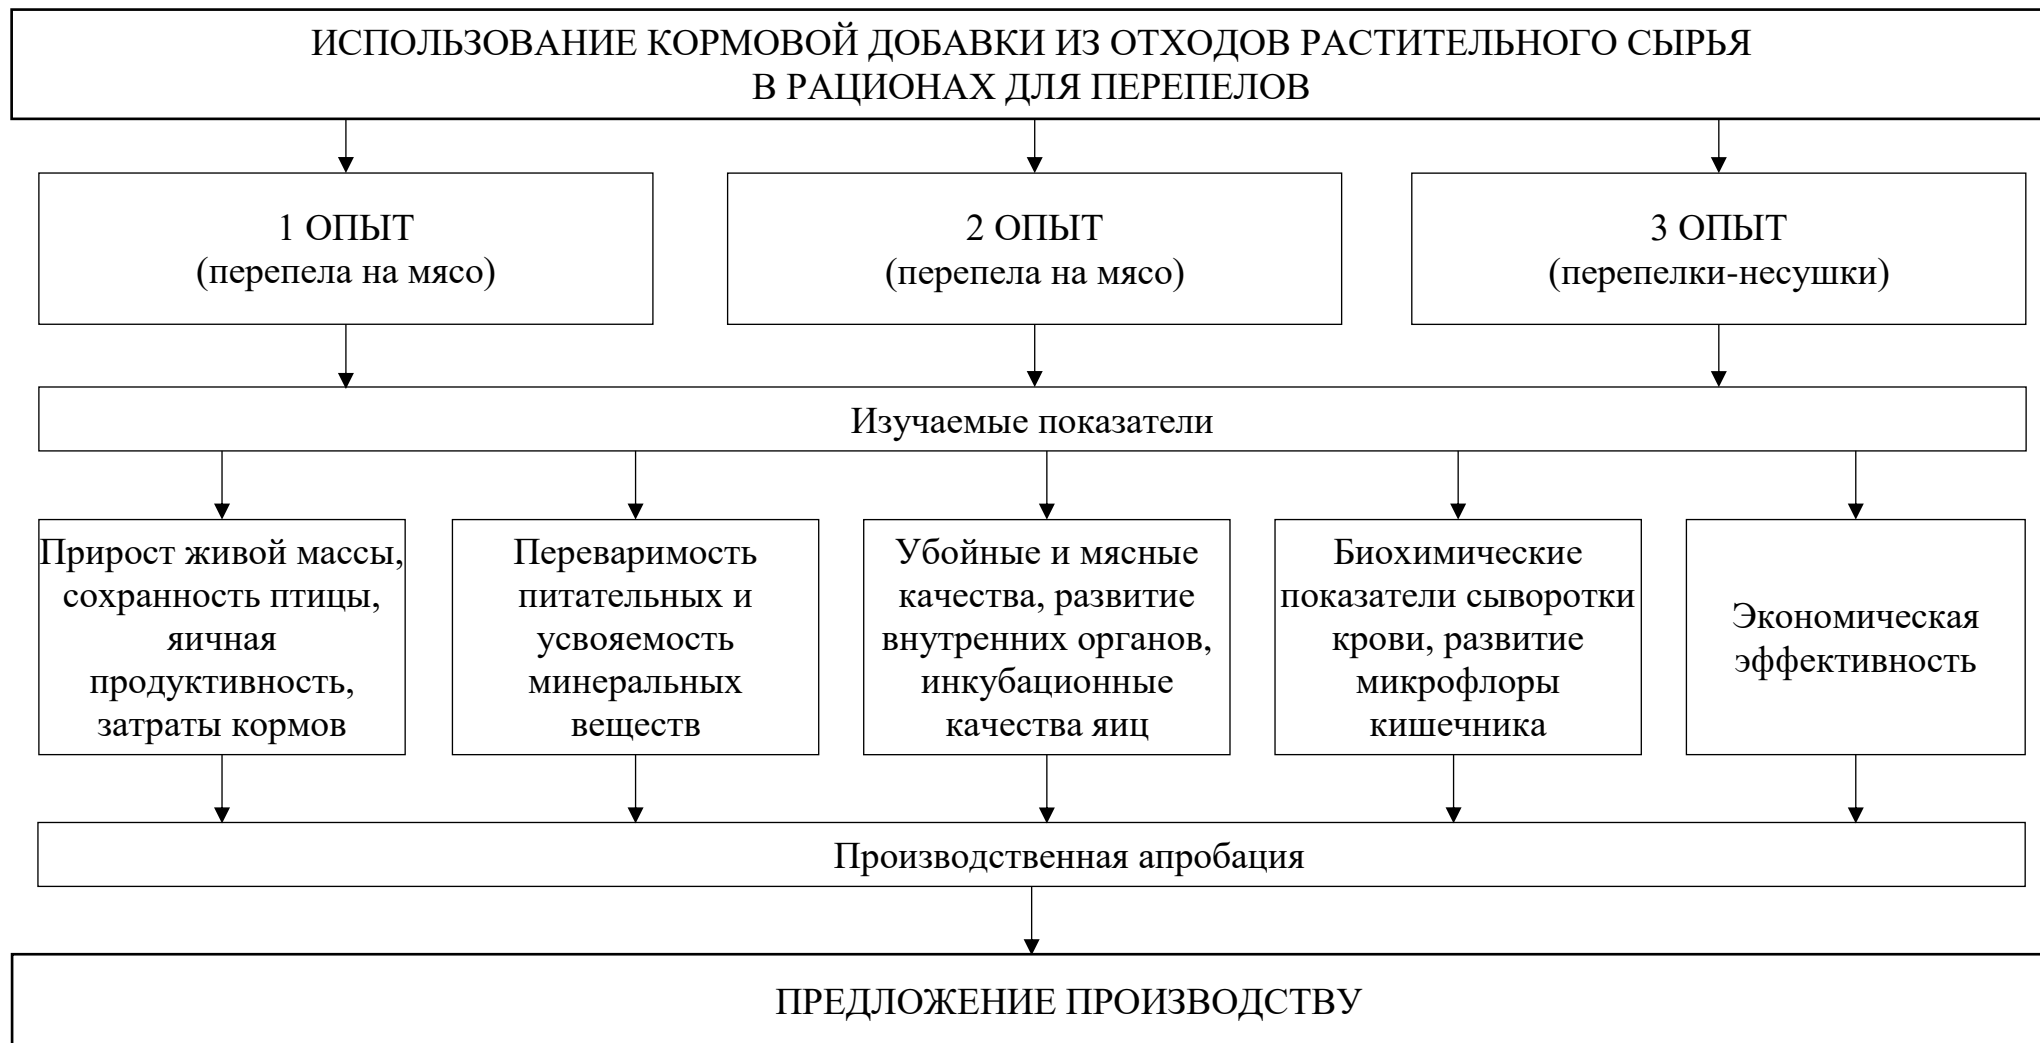 ИСПОЛЬЗОВАНИЕ КОРМОВОЙ ДОБАВКИ ИЗ ОТХОДОВ РАСТИТЕЛЬНОГО СЫРЬЯ
В РАЦИОНАХ ДЛЯ ПЕРЕПЕЛОВ
1 ОПЫТ
(перепела на мясо)
2 ОПЫТ
(перепела на мясо)
3 ОПЫТ
(перепелки-несушки)
Изучаемые показатели
Прирост живой массы,
сохранность птицы,
яичная
продуктивность,
затраты кормов
Переваримость
питательных и
усвояемость
минеральных
веществ
Убойные и мясные
качества, развитие
внутренних органов,
инкубационные
качества яиц
Биохимические
показатели сыворотки
крови, развитие
микрофлоры
кишечника
Экономическая
эффективность
Производственная апробация
ПРЕДЛОЖЕНИЕ ПРОИЗВОДСТВУ